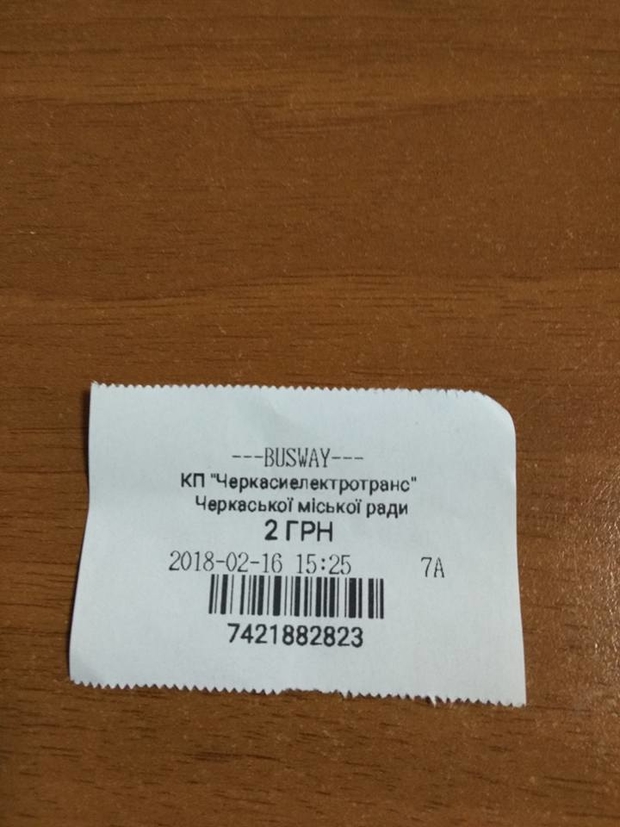 ---BUSWAY---
КП "Черкасиелектротранс"
Черкаської міської ради
2 ГРН
2018-02-16 15:25 7А
7421882823